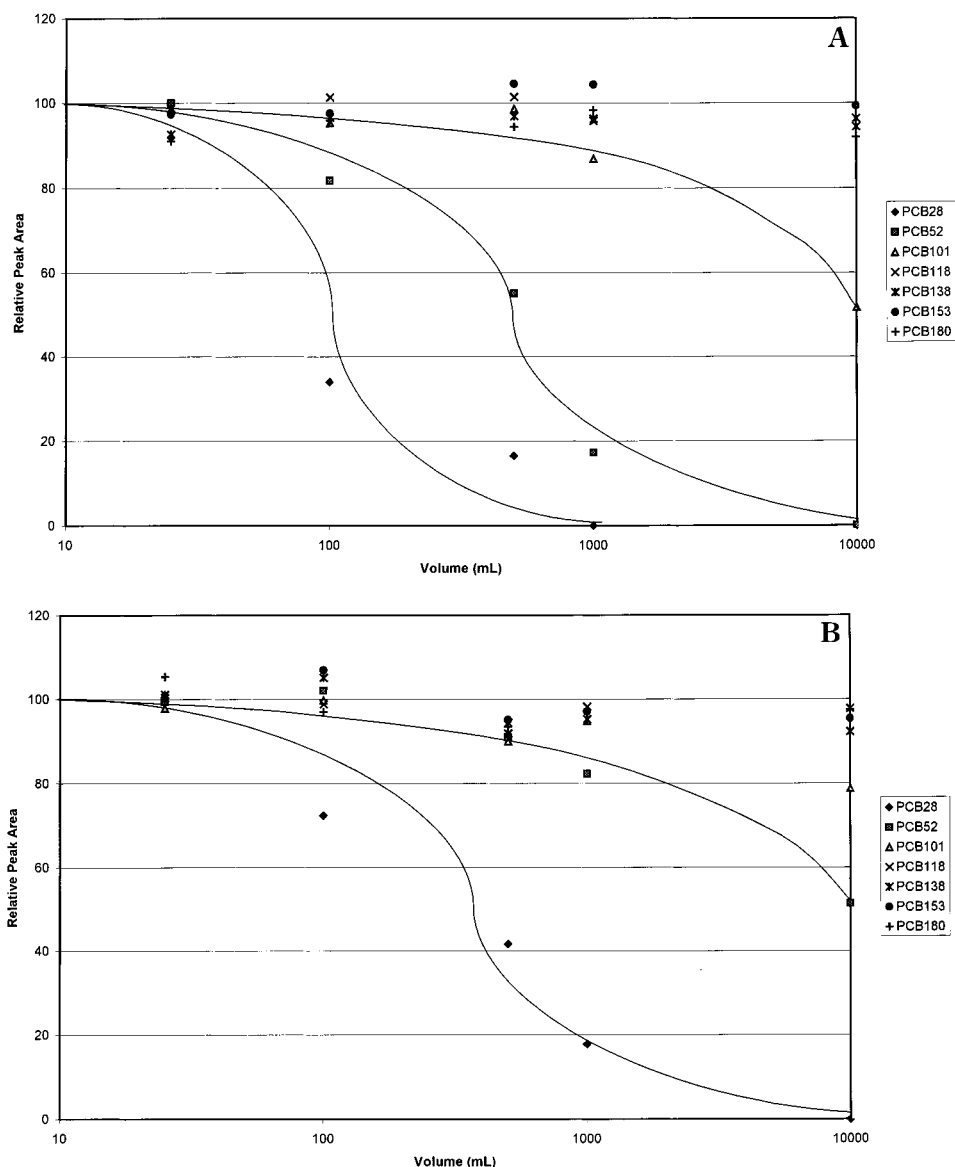 A
120
100
80
60
40
20
0
Relative Peak Area
10
100
1000
10000
Volume (mL)
PCB28
PCB52
PCB101
PCB118
PCB138
PCB153
PCB180
B
120
100
80
60
40
20
0
Relative Peak Area
10
100
1000
10000
Volume (mL)
PCB28
PCB52
PCB101
PCB118
PCB138
PCB153
PCB180